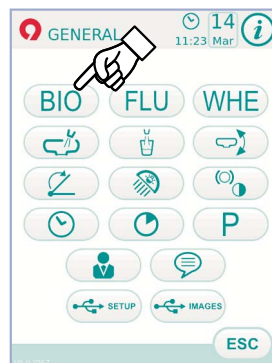 GENERAL
14
11:23 Mar
i
BIO FLU WHE
P
SETUP IMAGES
ESC